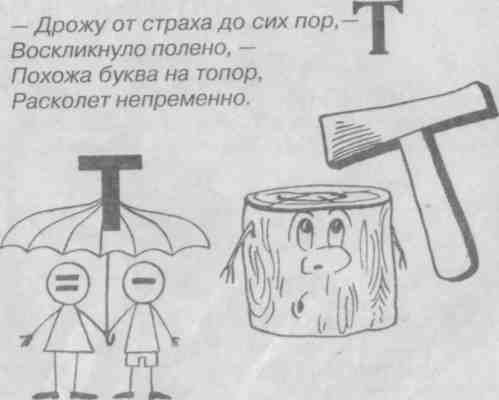 — Дрожу от страха до сих пор,—
Воскликнуло полено, —
Похожа буква на топор,
Расколет непременно.
Т
Т